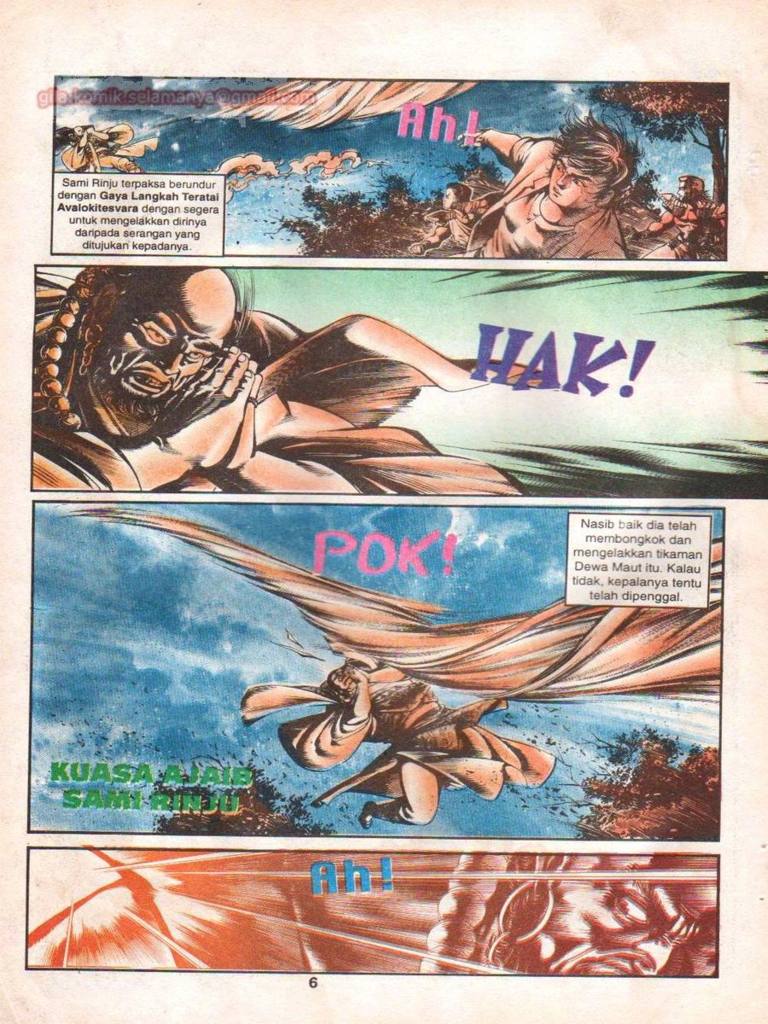 gila.komik.selamanya@gmail.com
Ah!
Sami Rinju terpaksa berundur
dengan Gaya Langkah Teratai
Avalokitesvara dengan segera
untuk mengelakkan dirinya
daripada serangan yang
ditujukan kepadanya.
HAK!
POK!
Nasib baik dia telah
membongkok dan
mengelakkan tikaman
Dewa Maut itu. Kalau
tidak, kepalanya tentu
telah dipenggal.
KUASA AJAIB
SAMI RINJU
Ah!
6